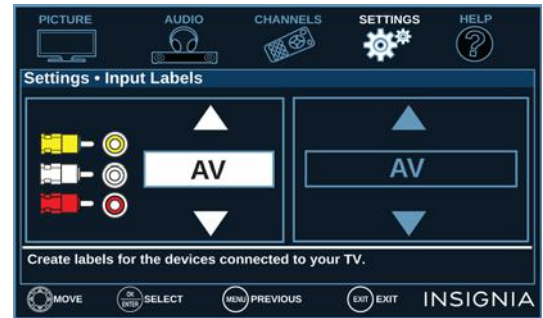 PICTURE AUDIO CHANNELS SETTINGS HELP
Settings • Input Labels
AV AV
Create labels for the devices connected to your TV.
MOVE OK ENTER SELECT MENU PREVIOUS EXIT EXIT INSIGNIA